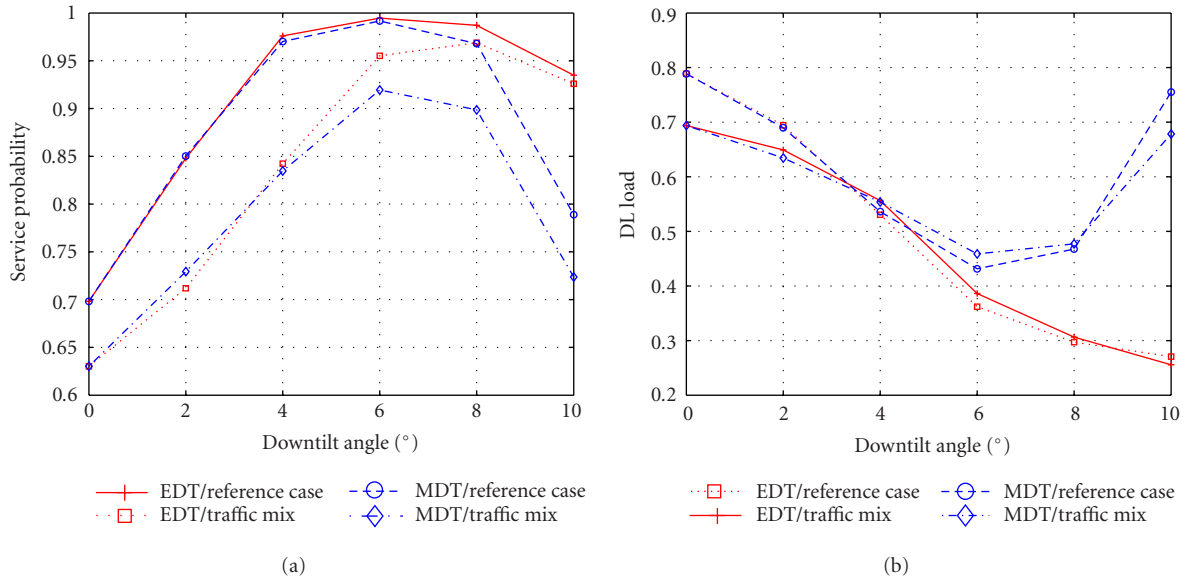 1
0.95
0.9
0.85
0.8
0.75
0.7
0.65
0.6
Service probability
0 2 4 6 8 10
Downtilt angle (°)
EDT/reference case
EDT/traffic mix
MDT/reference case
MDT/traffic mix
(a)
0.9
0.8
0.7
0.6
0.5
0.4
0.3
0.2
DL load
0 2 4 6 8 10
Downtilt angle (°)
EDT/reference case
EDT/traffic mix
MDT/reference case
MDT/traffic mix
(b)